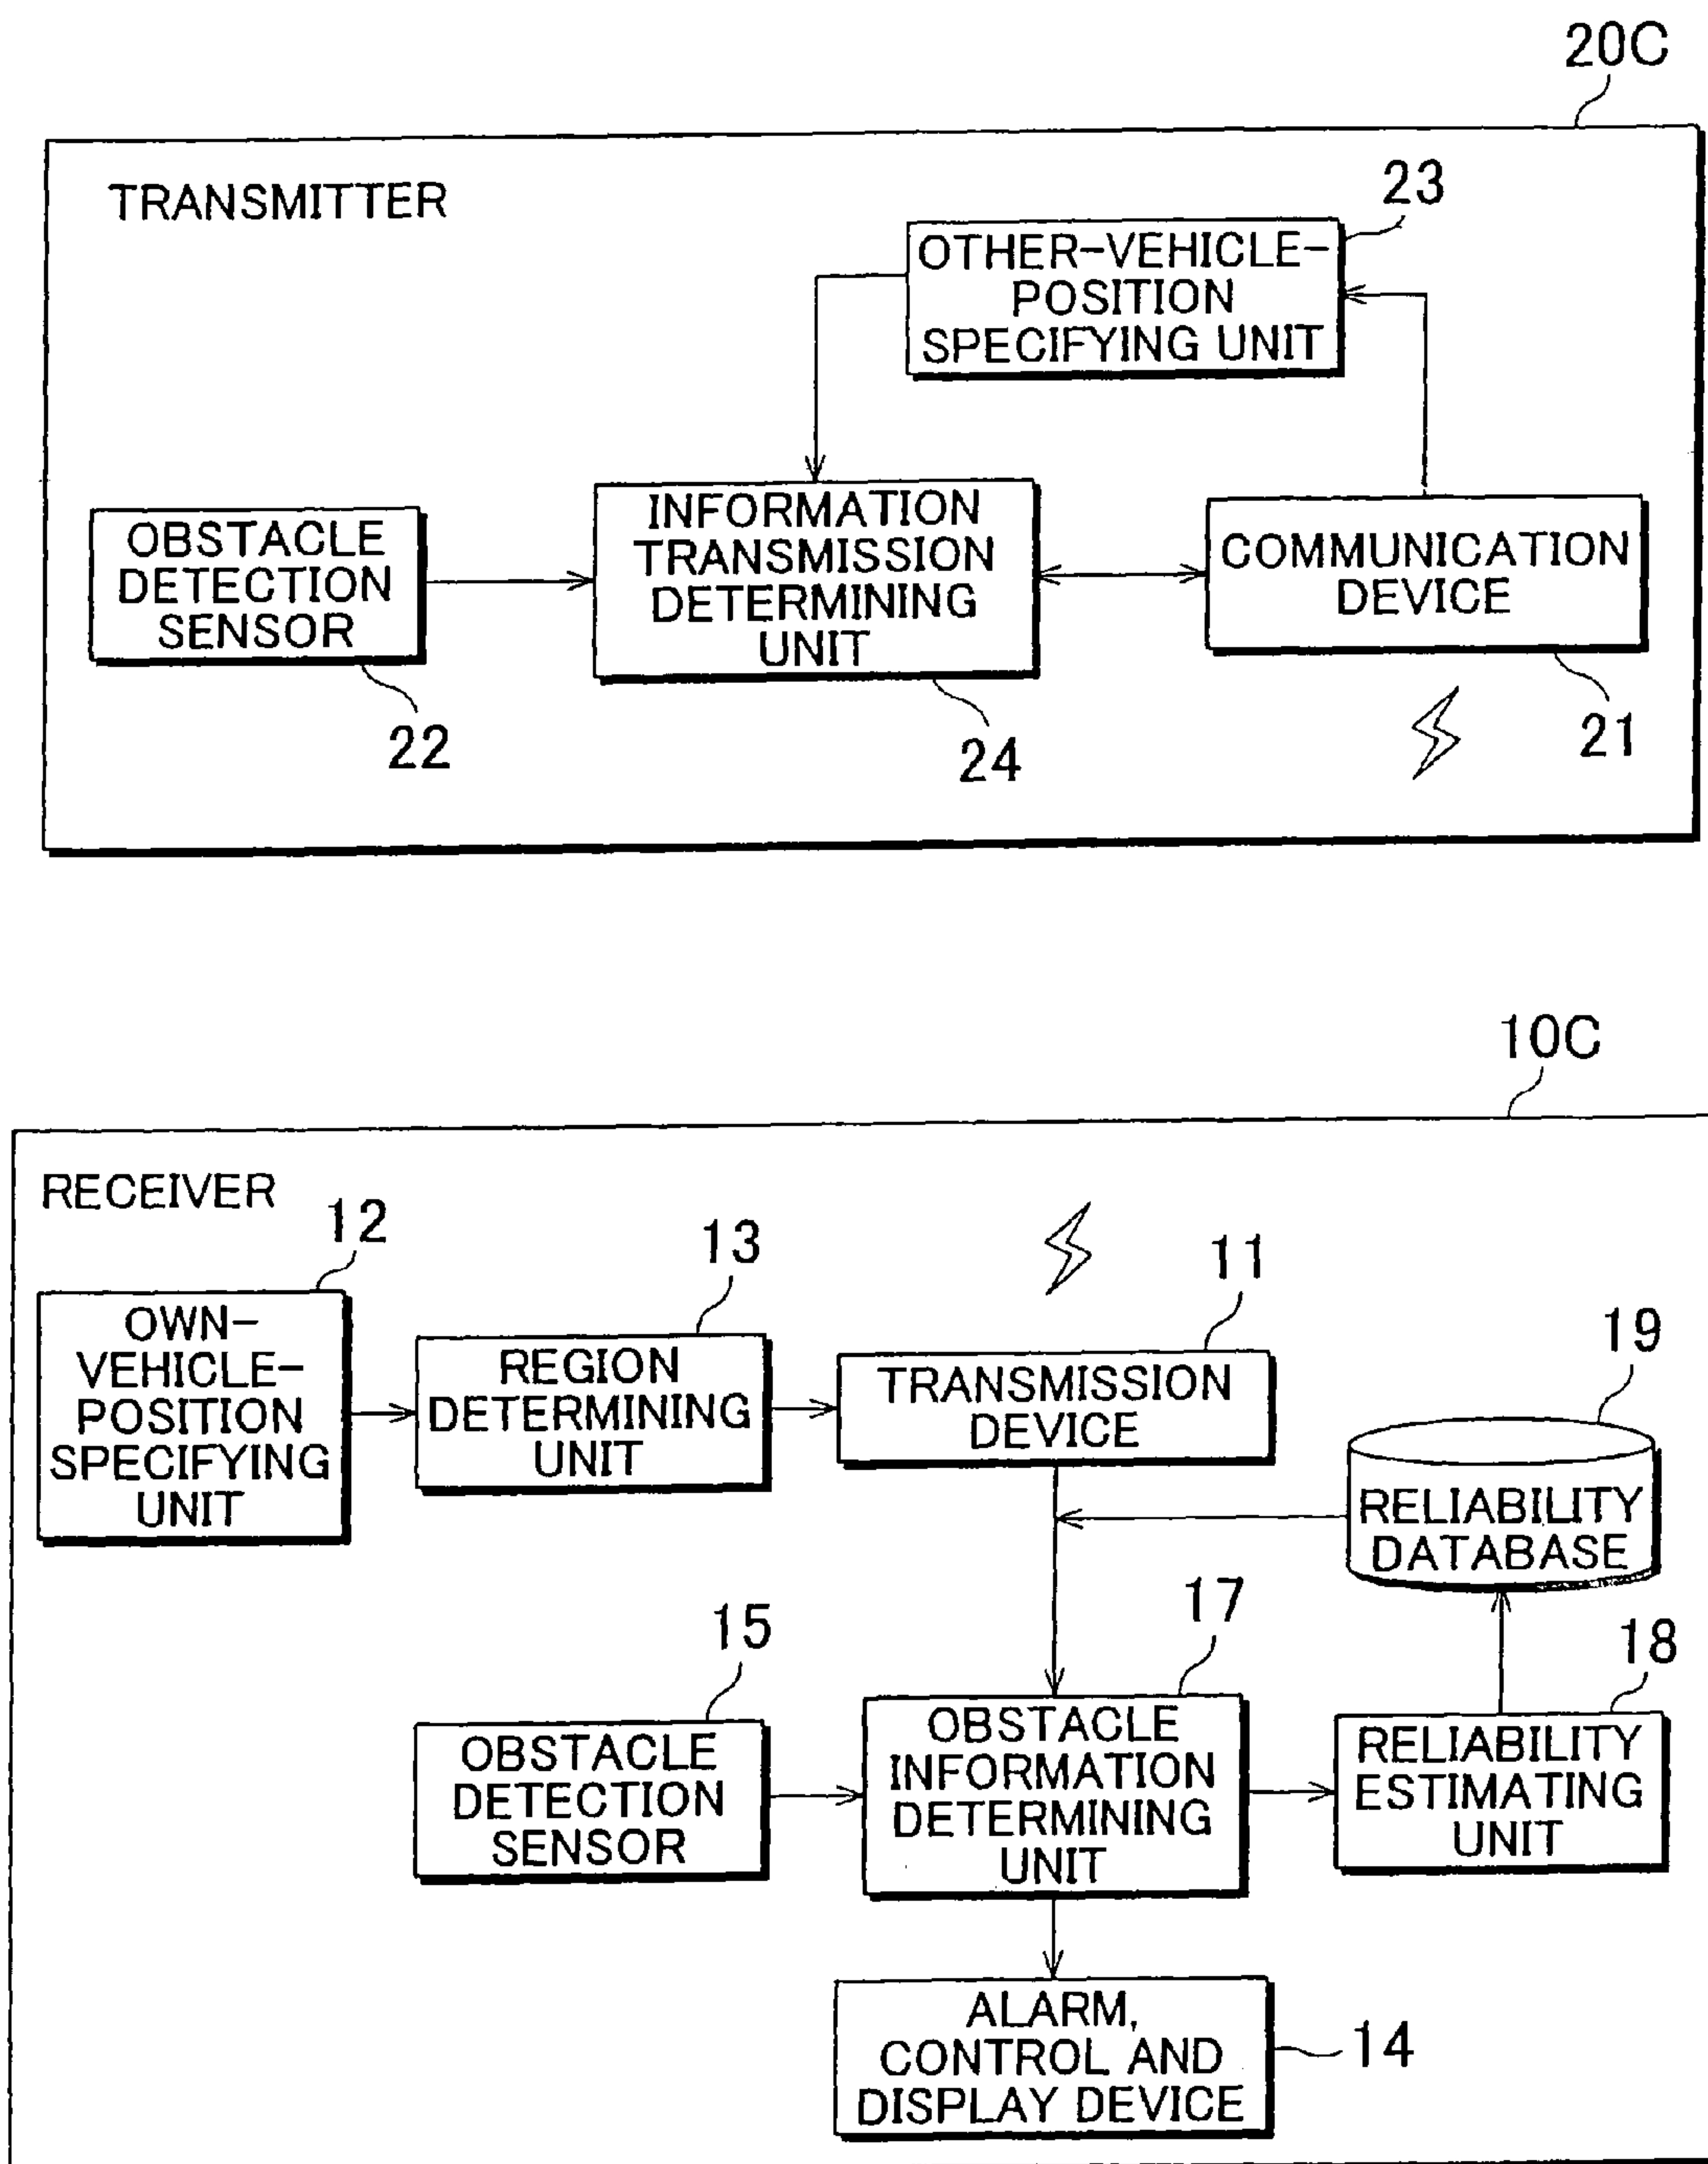 20C
TRANSMITTER
23
OTHER-VEHICLE-
POSITION
SPECIFYING UNIT
OBSTACLE
DETECTION
SENSOR
22
INFORMATION
TRANSMISSION
DETERMINING
UNIT
24
COMMUNICATION
DEVICE
21
10C
RECEIVER
12
OWN-
VEHICLE-
POSITION
SPECIFYING
UNIT
13
REGION
DETERMINING
UNIT
11
TRANSMISSION
DEVICE
19
RELIABILITY
DATABASE
15
OBSTACLE
DETECTION
SENSOR
17
OBSTACLE
INFORMATION
DETERMINING
UNIT
18
RELIABILITY
ESTIMATING
UNIT
ALARM,
CONTROL AND
DISPLAY DEVICE
14